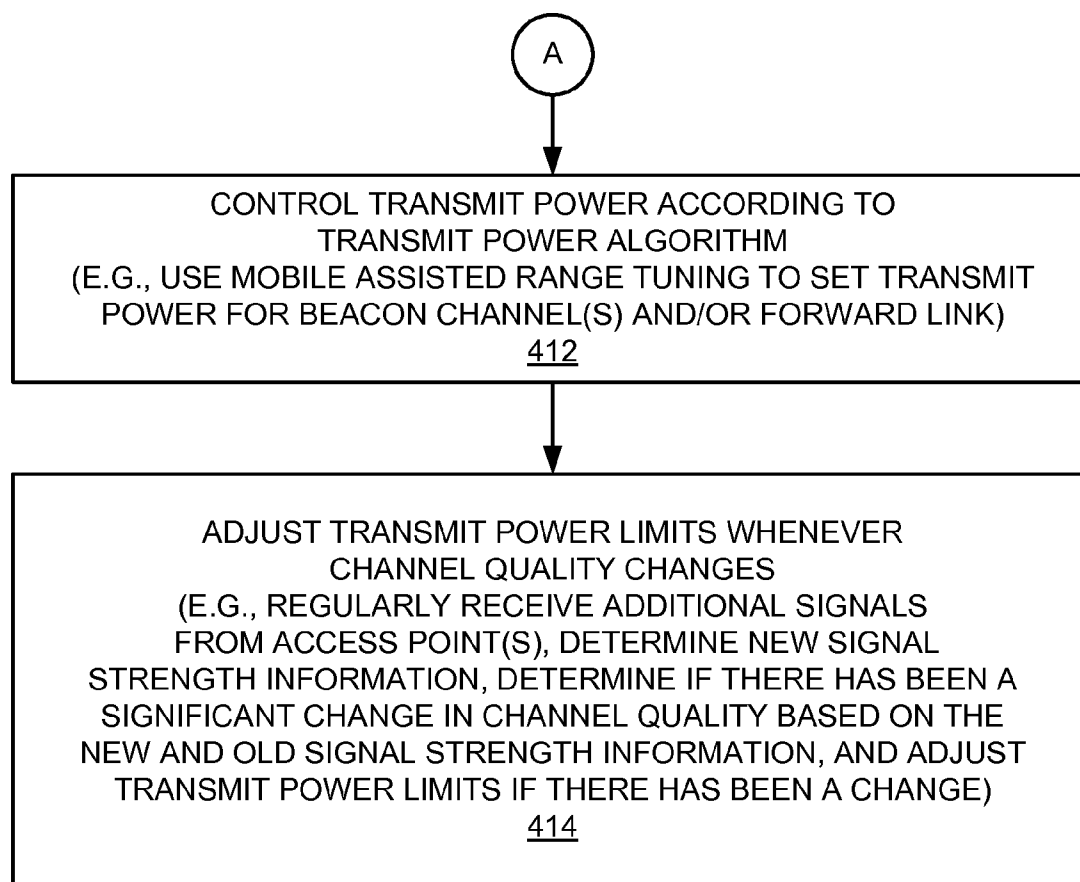 A
CONTROL TRANSMIT POWER ACCORDING TO
TRANSMIT POWER ALGORITHM
(E.G., USE MOBILE ASSISTED RANGE TUNING TO SET TRANSMIT
POWER FOR BEACON CHANNEL(S) AND/OR FORWARD LINK)
412
ADJUST TRANSMIT POWER LIMITS WHENEVER
CHANNEL QUALITY CHANGES
(E.G., REGULARLY RECEIVE ADDITIONAL SIGNALS
FROM ACCESS POINT(S), DETERMINE NEW SIGNAL
STRENGTH INFORMATION, DETERMINE IF THERE HAS BEEN A
SIGNIFICANT CHANGE IN CHANNEL QUALITY BASED ON THE
NEW AND OLD SIGNAL STRENGTH INFORMATION, AND ADJUST
TRANSMIT POWER LIMITS IF THERE HAS BEEN A CHANGE)
414